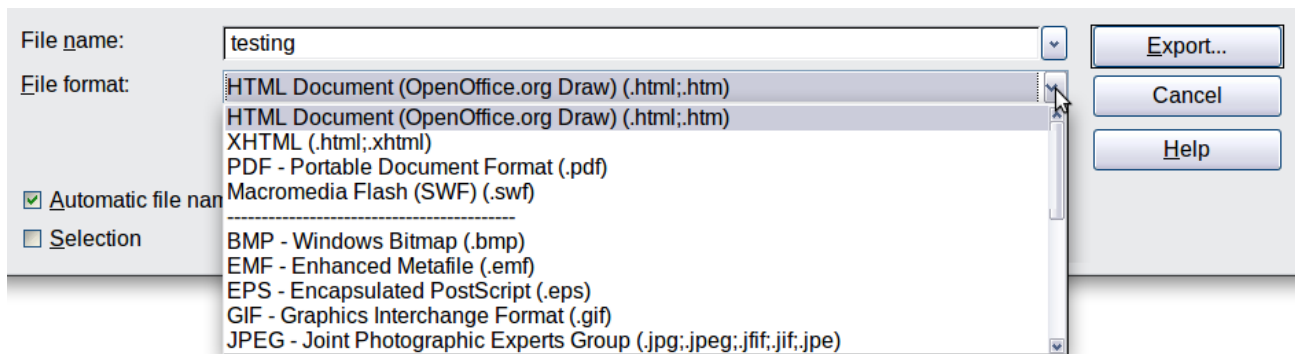 File name:
testing
Export...
File format:
HTML Document (OpenOffice.org Draw) (.html;.htm)
Cancel
HTML Document (OpenOffice.org Draw) (.html;.htm)
XHTML (.html;.xhtml)
Help
PDF - Portable Document Format (.pdf)
Macromedia Flash (SWF) (.swf)
Automatic file nam
------------------------------------------
Selection
BMP - Windows Bitmap (.bmp)
EMF - Enhanced Metafile (.emf)
EPS - Encapsulated PostScript (.eps)
GIF - Graphics Interchange Format (.gif)
JPEG - Joint Photographic Experts Group (.jpg;.jpeg;.jfif;.jif;.jpe)